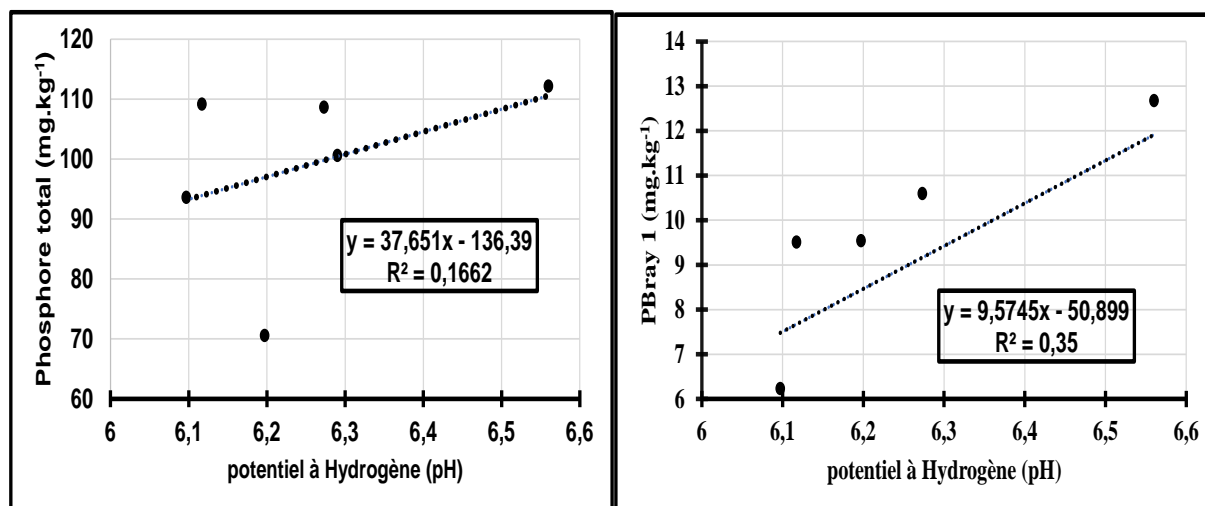 Phosphore total (mg.kg⁻¹)
120
110
100
90
80
70
60
6 6,1 6,2 6,3 6,4 6,5 6,6
potentiel à Hydrogène (pH)
y = 37,651x - 136,39
R² = 0,1662
PBray 1 (mg.kg⁻¹)
14
13
12
11
10
9
8
7
6
6 6,1 6,2 6,3 6,4 6,5 6,6
potentiel à Hydrogène (pH)
y = 9,5745x - 50,899
R² = 0,35